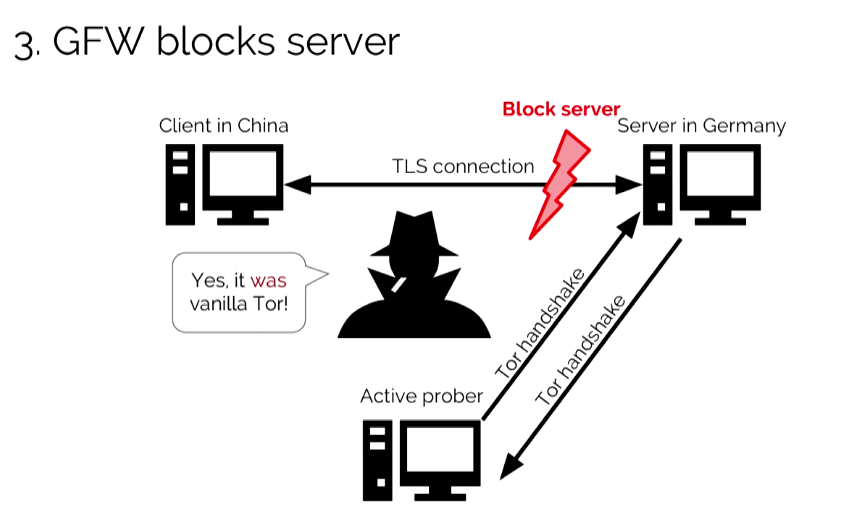 3. GFW blocks server
Block server
Client in China
Server in Germany
TLS connection
Yes, it was
vanilla Tor!
Tor handshake
Tor handshake
Active prober